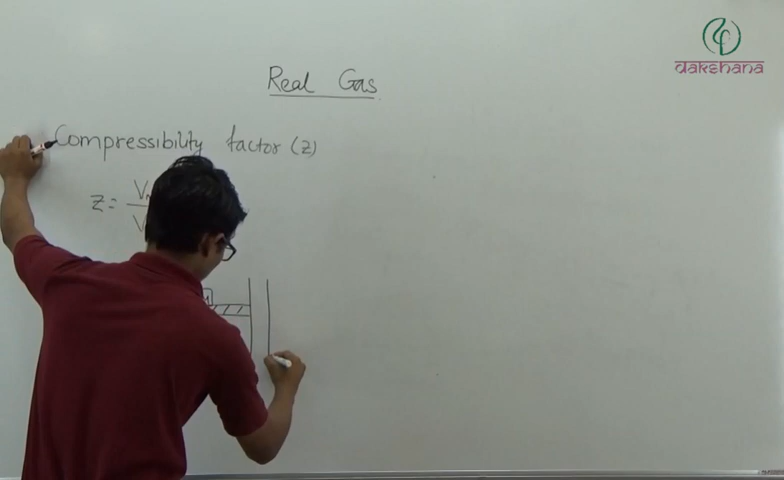 dakshana
Real Gas
Compressibility factor (Z)
Z =